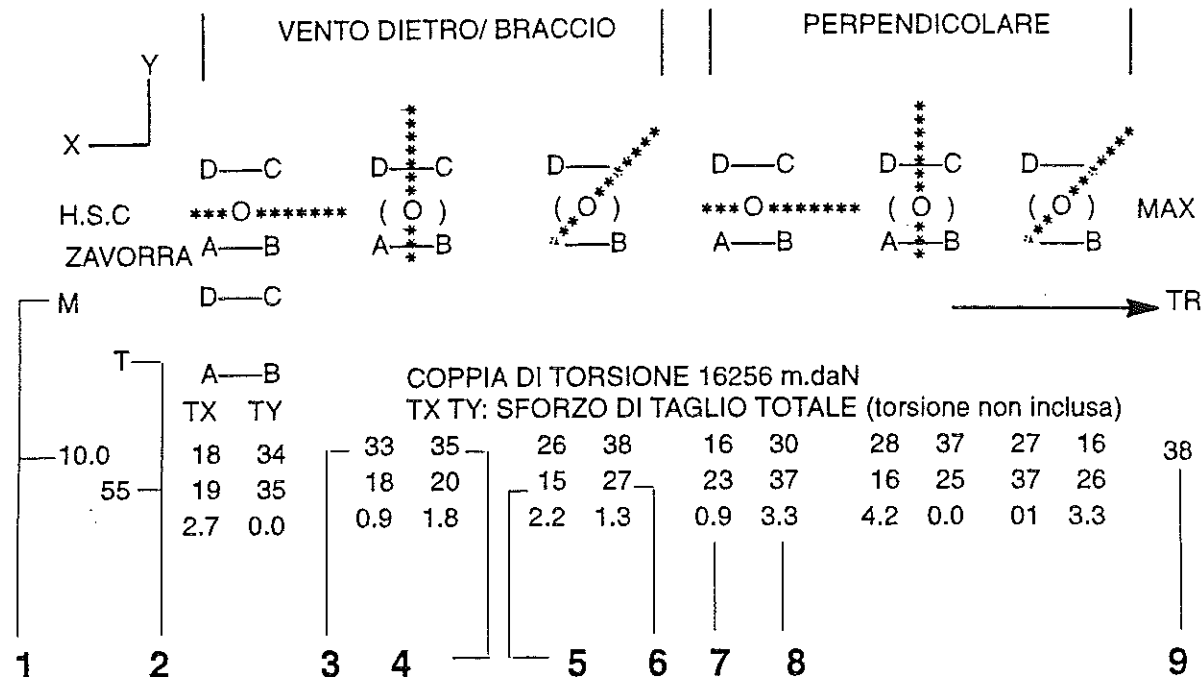 VENTO DIETRO/ BRACCIO PERPENDICOLARE
Y
X
D C D C D D C D C D
H.S.C ***O******* ( O ) ( O ) ***O******* ( O ) ( O ) MAX
ZAVORRA A B A B B A B A B B
M D C TR
T
A B COPPIA DI TORSIONE 16256 m.daN
TX TY TX TY: SFORZO DI TAGLIO TOTALE (torsione non inclusa)
10.0 18 34 33 35 26 38 16 30 28 37 27 16 38
55 19 35 18 20 15 27 23 37 16 25 37 26
2.7 0.0 0.9 1.8 2.2 1.3 0.9 3.3 4.2 0.0 01 3.3
1 2 3 4 5 6 7 8 9